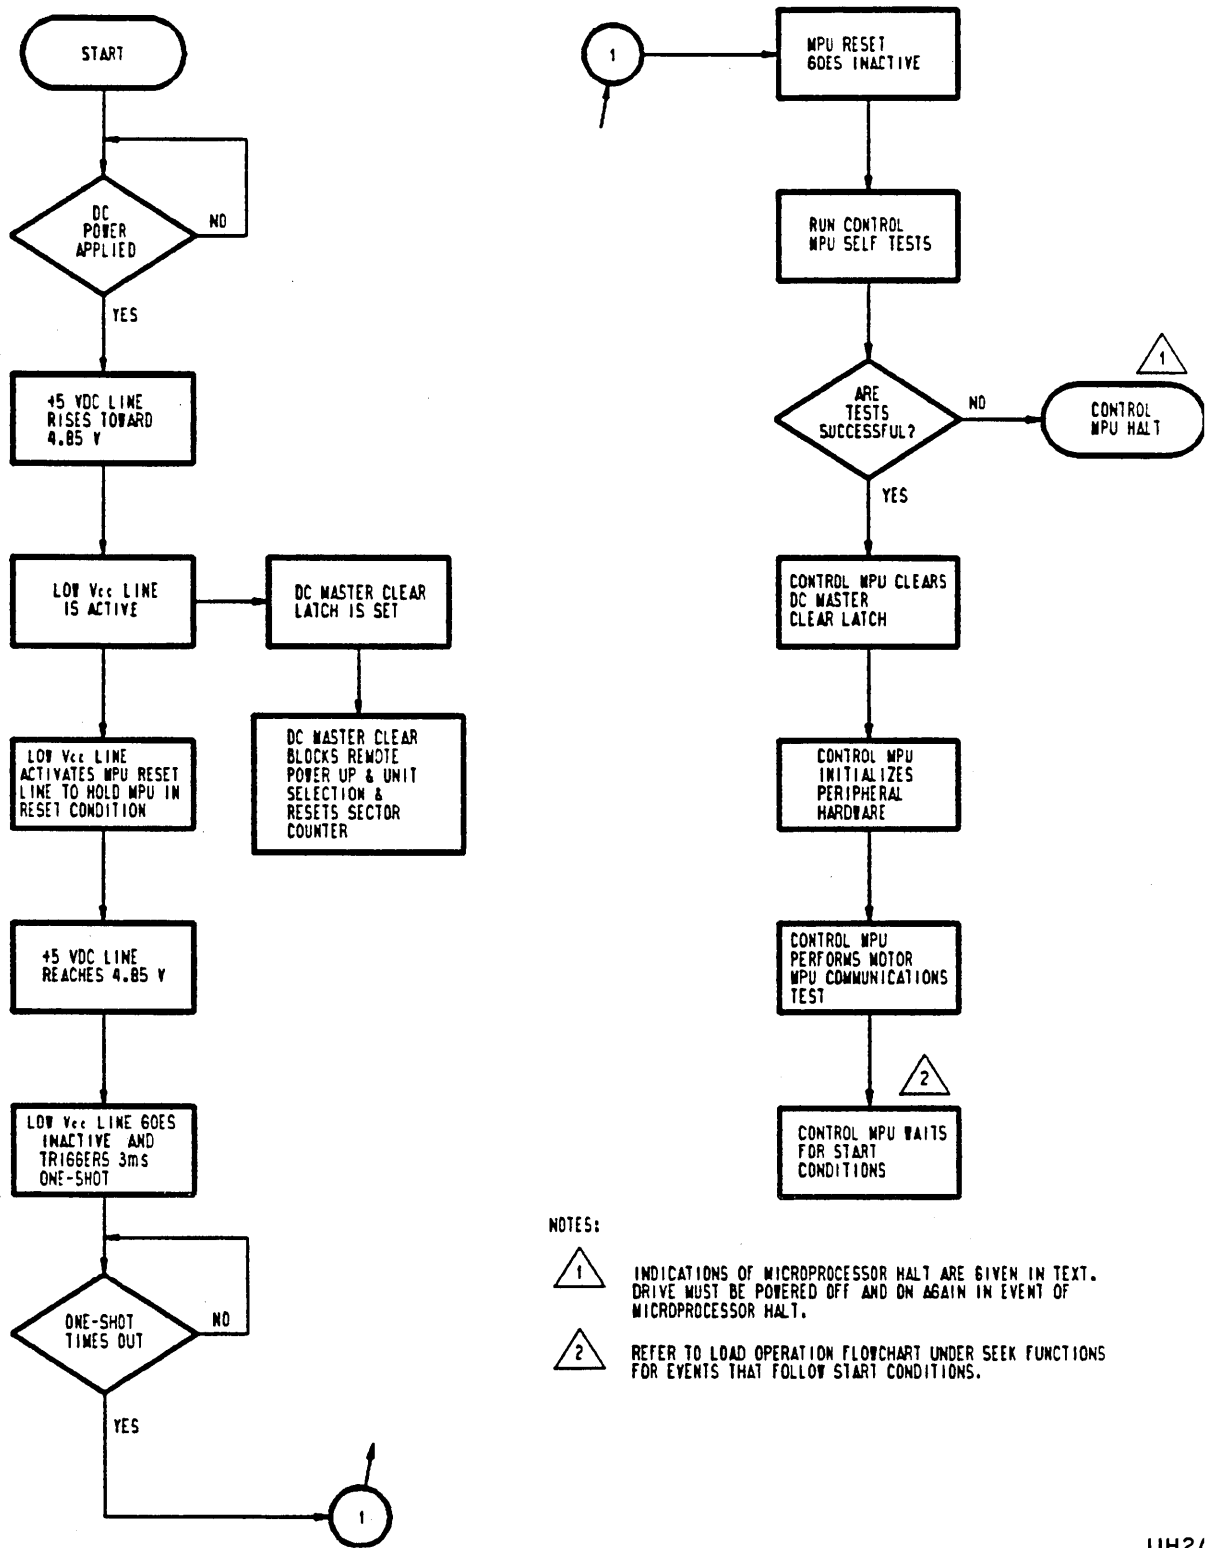 START
DC
POWER
APPLIED
NO
YES
+5 VDC LINE
RISES TOWARD
4.85 V
LOW Vcc LINE
IS ACTIVE
DC MASTER CLEAR
LATCH IS SET
LOW Vcc LINE
ACTIVATES MPU RESET
LINE TO HOLD MPU IN
RESET CONDITION
DC MASTER CLEAR
BLOCKS REMOTE
POWER UP & UNIT
SELECTION &
RESETS SECTOR
COUNTER
+5 VDC LINE
REACHES 4.85 V
LOW Vcc LINE GOES
INACTIVE AND
TRIGGERS 3ms
ONE-SHOT
ONE-SHOT
TIMES OUT
NO
YES
1
1
MPU RESET
GOES INACTIVE
RUN CONTROL
MPU SELF TESTS
ARE
TESTS
SUCCESSFUL?
NO
1
CONTROL
MPU HALT
YES
CONTROL MPU CLEARS
DC MASTER
CLEAR LATCH
CONTROL MPU
INITIALIZES
PERIPHERAL
HARDWARE
CONTROL MPU
PERFORMS MOTOR
MPU COMMUNICATIONS
TEST
2
CONTROL MPU WAITS
FOR START
CONDITIONS
NOTES:
1 INDICATIONS OF MICROPROCESSOR HALT ARE GIVEN IN TEXT.
DRIVE MUST BE POWERED OFF AND ON AGAIN IN EVENT OF
MICROPROCESSOR HALT.
2 REFER TO LOAD OPERATION FLOWCHART UNDER SEEK FUNCTIONS
FOR EVENTS THAT FOLLOW START CONDITIONS.